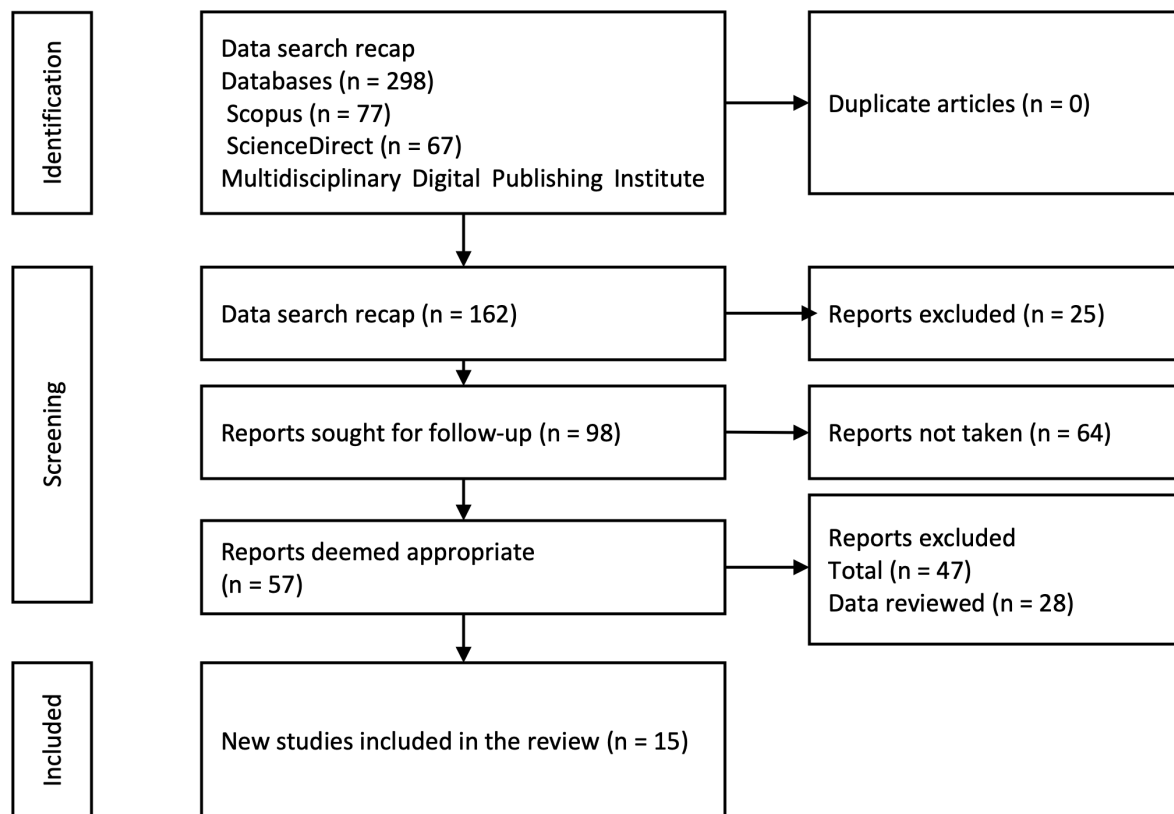 Identification
Data search recap
Databases (n = 298)
Scopus (n = 77)
ScienceDirect (n = 67)
Multidisciplinary Digital Publishing Institute
Duplicate articles (n = 0)
Screening
Data search recap (n = 162)
Reports excluded (n = 25)
Reports sought for follow-up (n = 98)
Reports not taken (n = 64)
Reports deemed appropriate
(n = 57)
Reports excluded
Total (n = 47)
Data reviewed (n = 28)
Included
New studies included in the review (n = 15)